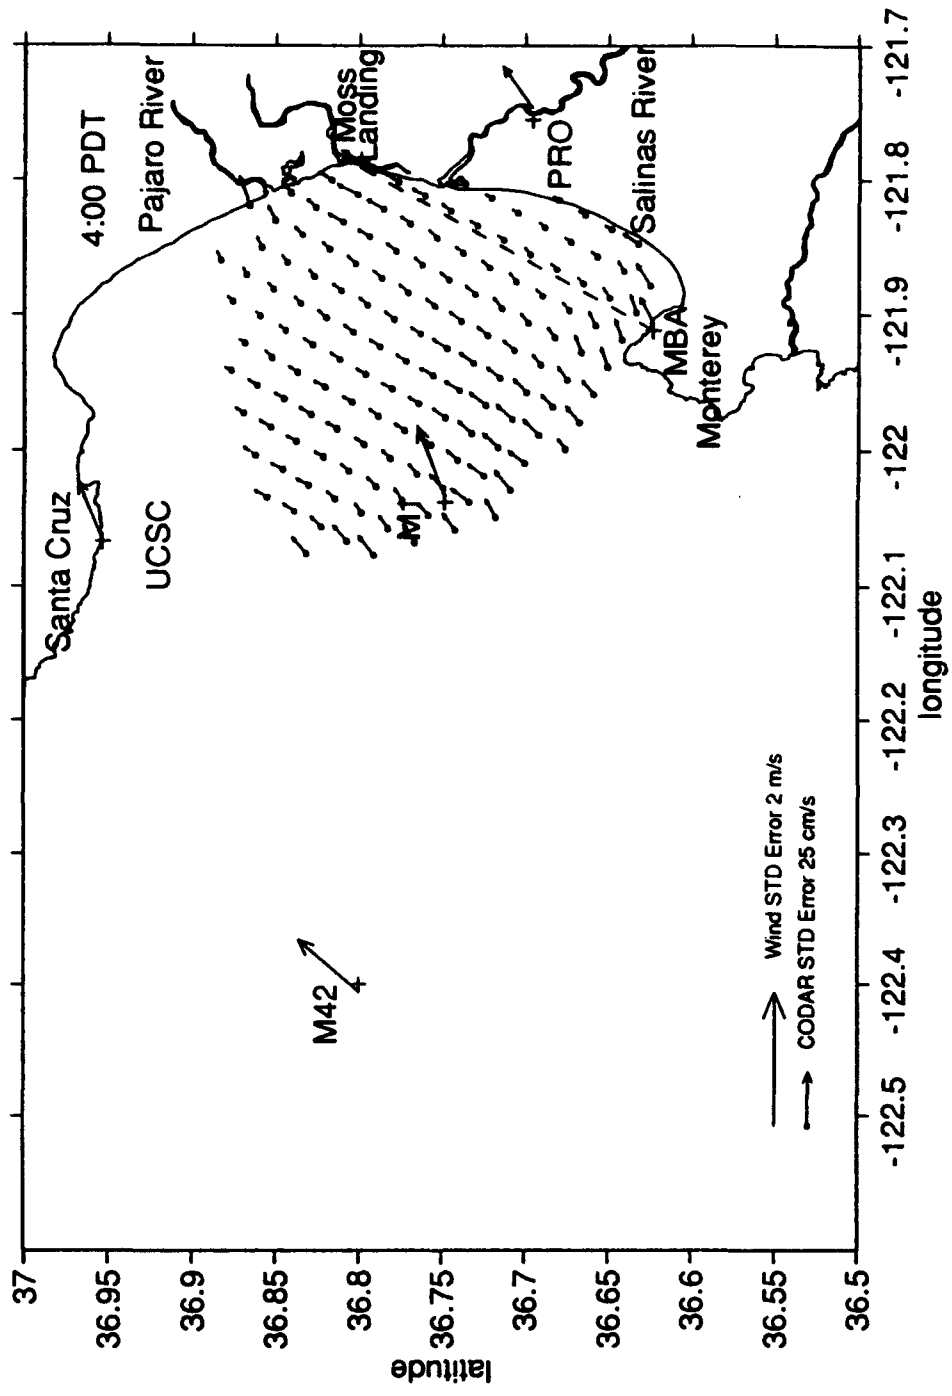 4:00 PDT
Santa Cruz
UCSC
Pajaro River
Moss
Landing
M42
M1
PRO
Salinas River
MBA
Monterey
Wind STD Error 2 m/s
CODAR STD Error 25 cm/s
latitude
37
36.95
36.9
36.85
36.8
36.75
36.7
36.65
36.6
36.55
36.5
-122.5
-122.4
-122.3
-122.2
-122.1
-122
-121.9
-121.8
-121.7
longitude